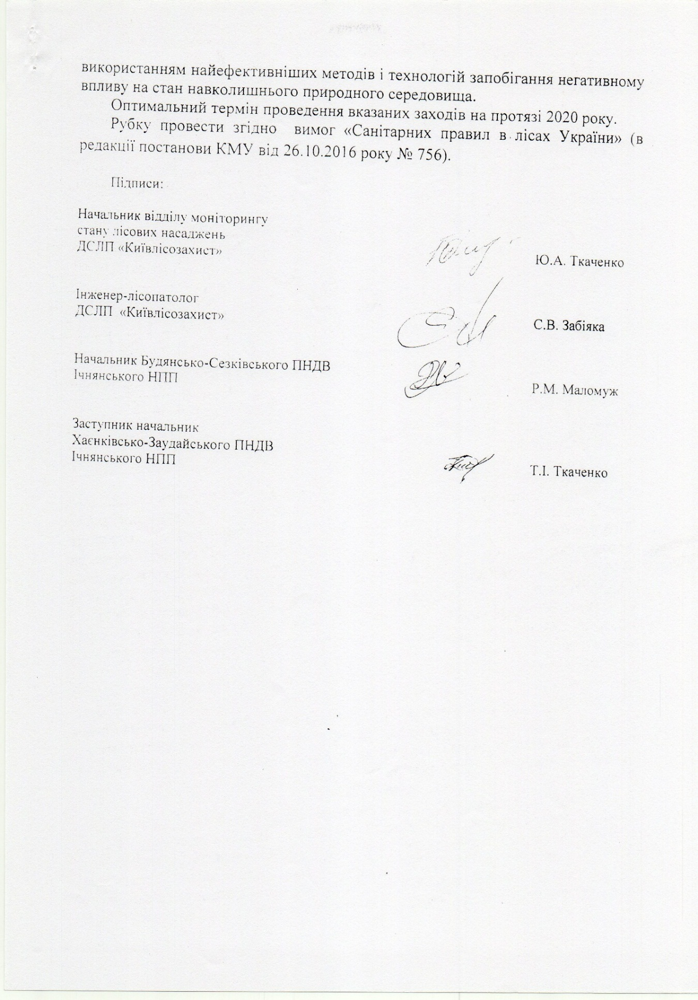 використанням найефективніших методів і технологій запобігання негативному
впливу на стан навколишнього природного середовища.
Оптимальний термін проведення вказаних заходів на протязі 2020 року.
Рубку провести згідно вимог «Санітарних правил в лісах України» (в
редакції постанови КМУ від 26.10.2016 року № 756).
Підписи:
Начальник відділу моніторингу
стану лісових насаджень
ДСЛП «Київлісозахист»
Ю.А. Ткаченко
Інженер-лісопатолог
ДСЛП «Київлісозахист»
С.В. Забіяка
Начальник Будянсько-Сезківського ПНДВ
Ічнянського НПП
Р.М. Маломуж
Заступник начальник
Хаєнківсько-Заудайського ПНДВ
Ічнянського НПП
Т.І. Ткаченко